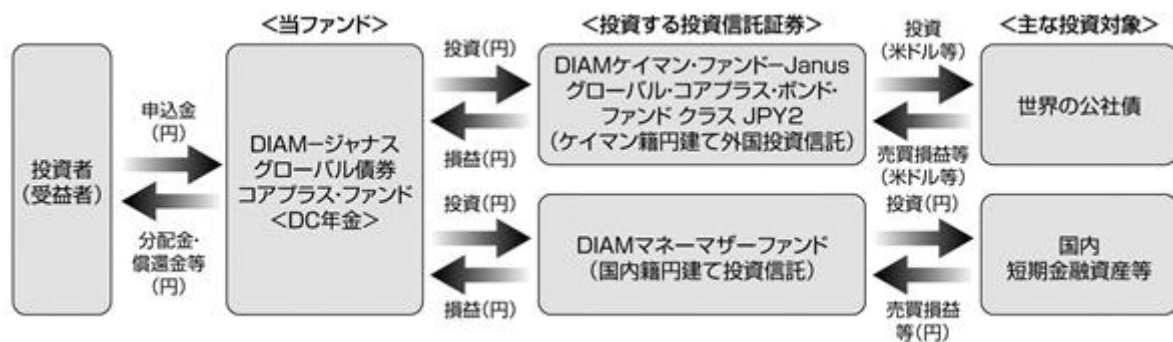 <当ファンド>
<投資する投資信託証券>
<主な投資対象>
投資者
(受益者)
申込金
(円)
分配金・
償還金等
(円)
DIAMージャナス
グローバル債券
コアプラス・ファンド
<DC年金>
投資(円)
損益(円)
DIAMケイマン・ファンドーJanus
グローバル・コアプラス・ボンド・
ファンド クラス JPY2
(ケイマン籍円建て外国投資信託)
投資
(米ドル等)
売買損益等
(米ドル等)
世界の公社債
投資(円)
損益(円)
DIAMマネーマザーファンド
(国内籍円建て投資信託)
投資(円)
売買損益
等(円)
国内
短期金融資産等